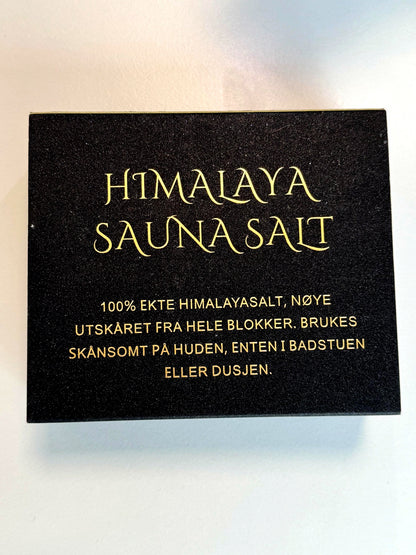 HIMALAYA
SAUNA SALT
100% EKTE HIMALAYASALT, NØYE
UTSKÅRET FRA HELE BLOKKER. BRUKES
SKÅNSOMT PÅ HUDEN, ENTEN I BADSTUEN
ELLER DUSJEN.